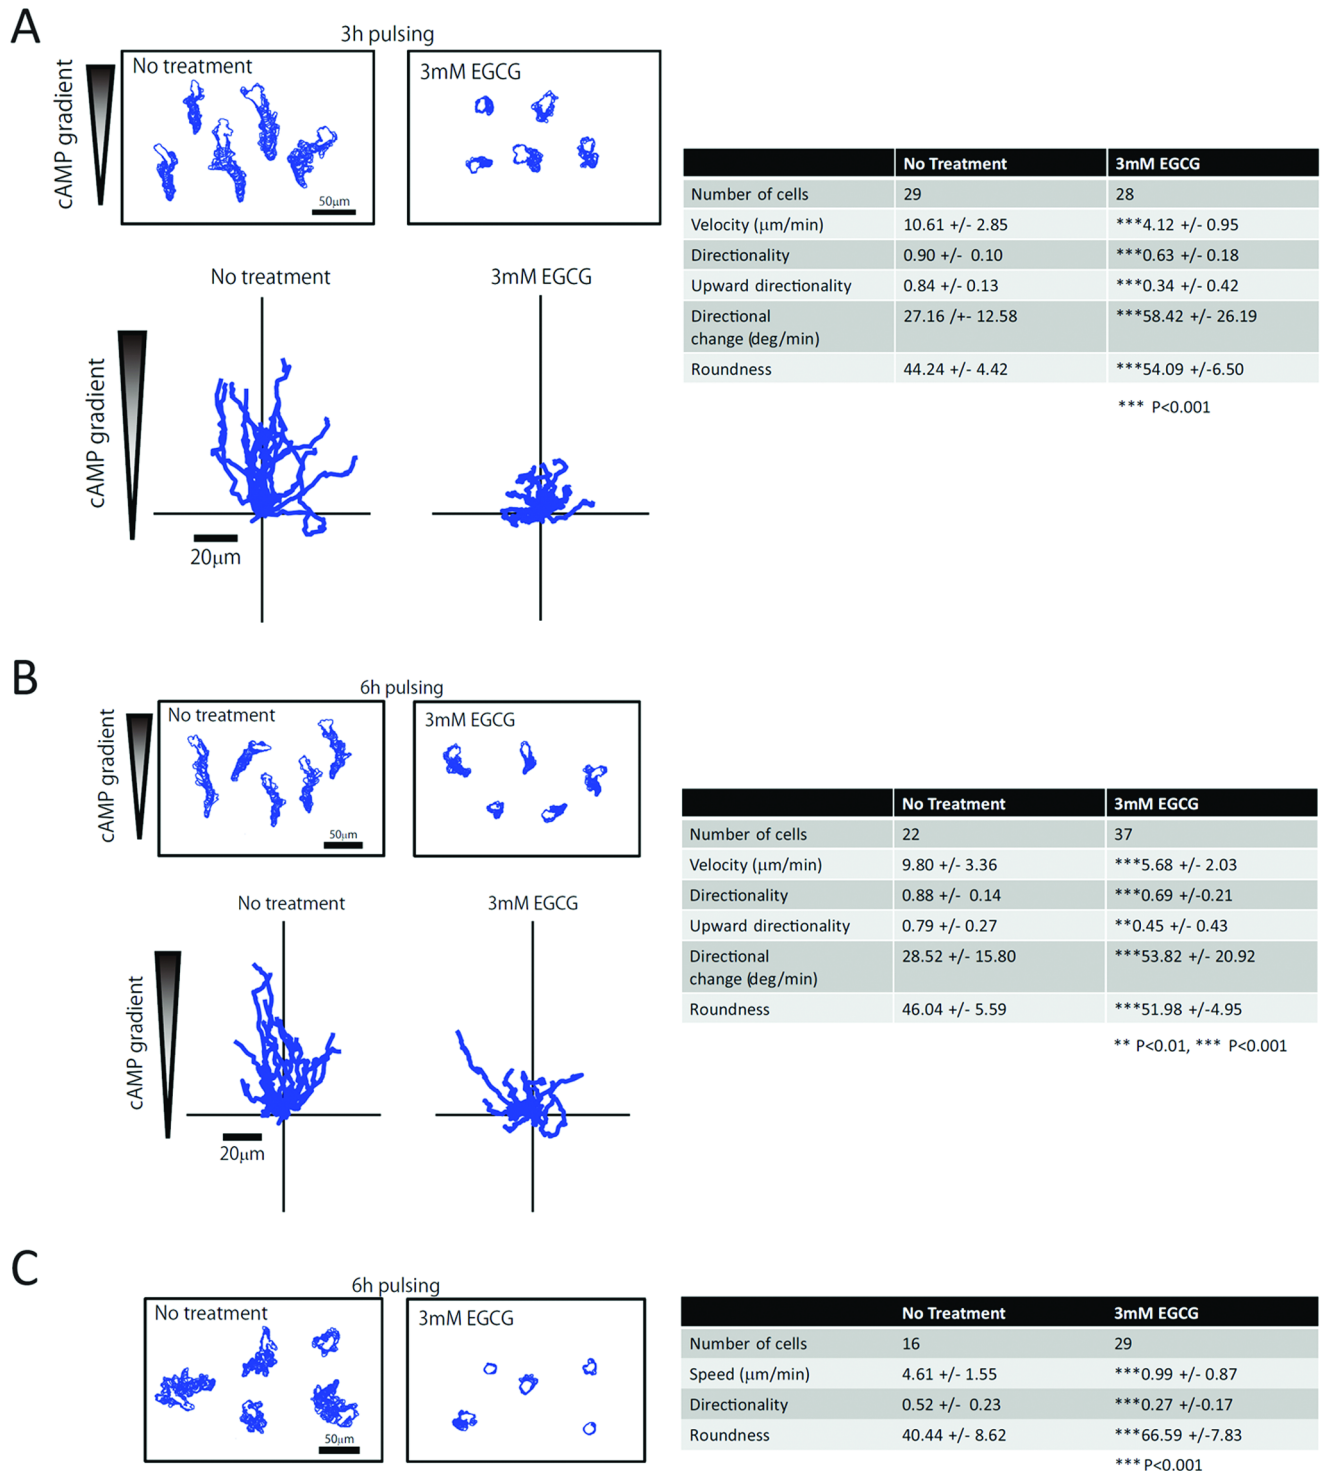 A
3h pulsing
cAMP gradient
No treatment
50μm
3mM EGCG
No Treatment 3mM EGCG
Number of cells 29 28
Velocity (μm/min) 10.61 +/- 2.85 ***4.12 +/- 0.95
Directionality 0.90 +/- 0.10 ***0.63 +/- 0.18
Upward directionality 0.84 +/- 0.13 ***0.34 +/- 0.42
Directional 27.16 /+- 12.58 ***58.42 +/- 26.19
change (deg/min)
Roundness 44.24 +/- 4.42 ***54.09 +/-6.50
*** P<0.001
No treatment 3mM EGCG
cAMP gradient
20μm
B
6h pulsing
cAMP gradient
No treatment
50μm
3mM EGCG
No Treatment 3mM EGCG
Number of cells 22 37
Velocity (μm/min) 9.80 +/- 3.36 ***5.68 +/- 2.03
Directionality 0.88 +/- 0.14 ***0.69 +/-0.21
Upward directionality 0.79 +/- 0.27 **0.45 +/- 0.43
Directional 28.52 +/- 15.80 ***53.82 +/- 20.92
change (deg/min)
Roundness 46.04 +/- 5.59 ***51.98 +/-4.95
** P<0.01, *** P<0.001
No treatment 3mM EGCG
cAMP gradient
20μm
C
6h pulsing
No treatment
50μm
3mM EGCG
No Treatment 3mM EGCG
Number of cells 16 29
Speed (μm/min) 4.61 +/- 1.55 ***0.99 +/- 0.87
Directionality 0.52 +/- 0.23 ***0.27 +/-0.17
Roundness 40.44 +/- 8.62 ***66.59 +/-7.83
*** P<0.001